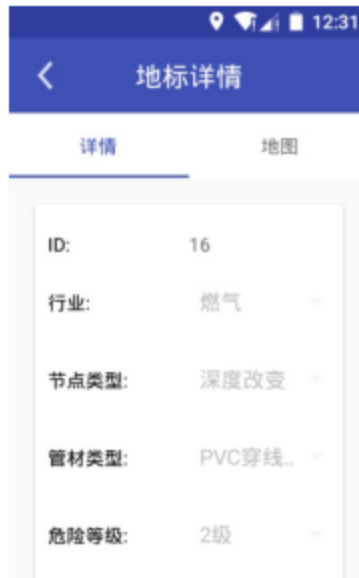 12:31
地标详情
详情 地图
ID: 16
行业: 燃气
节点类型: 深度改变
管材类型: PVC穿线..
危险等级: 2级